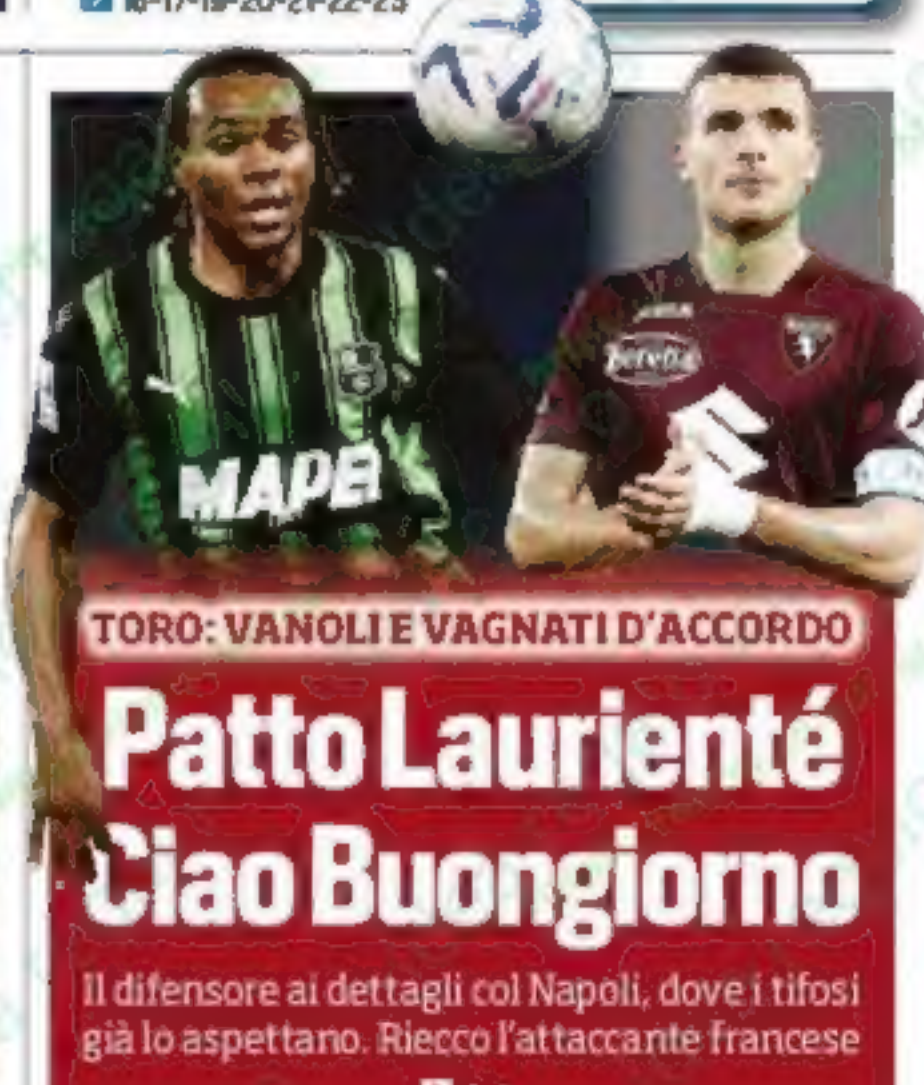 MAPEI
TORO: VANOLI E VAGNATI D'ACCORDO
Patto Laurienté
Ciao Buongiorno
Il difensore ai dettagli col Napoli, dove i tifosi
già lo aspettano. Riecco l'attaccante francese